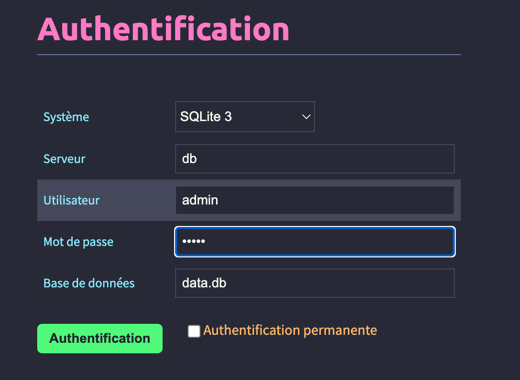 Authentification
Système SQLite 3
Serveur db
Utilisateur admin
Mot de passe •••••
Base de données data.db
Authentification Authentification permanente